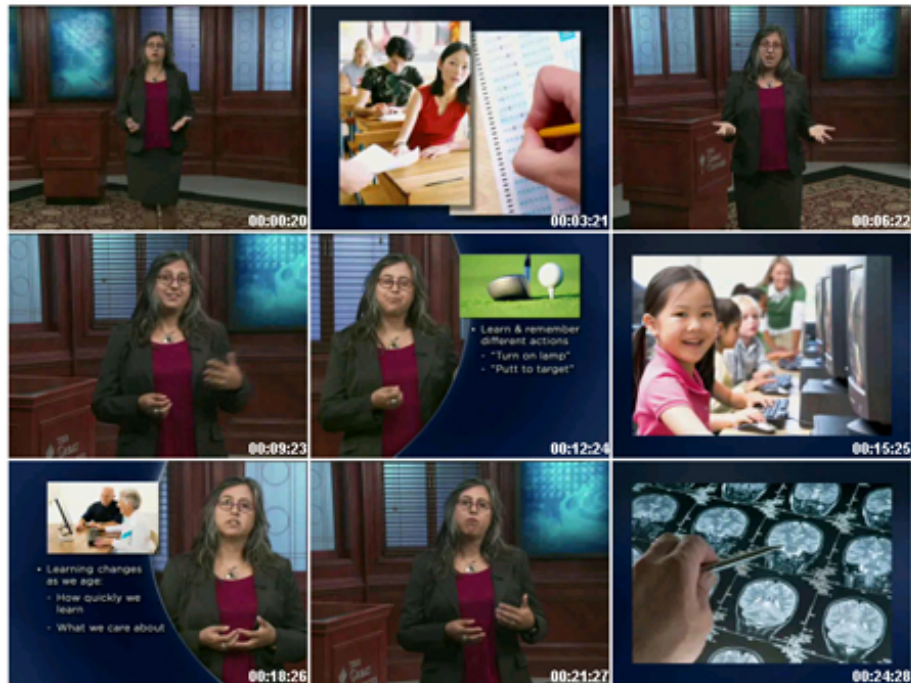 00:00:20
00:03:21
00:06:22
00:09:23
• Learn & remember
different actions
- "Turn on lamp"
- "Putt to target"
00:12:24
00:15:25
• Learning changes
as we age:
- How quickly we
learn
- What we care about
00:18:26
00:21:27
00:24:28